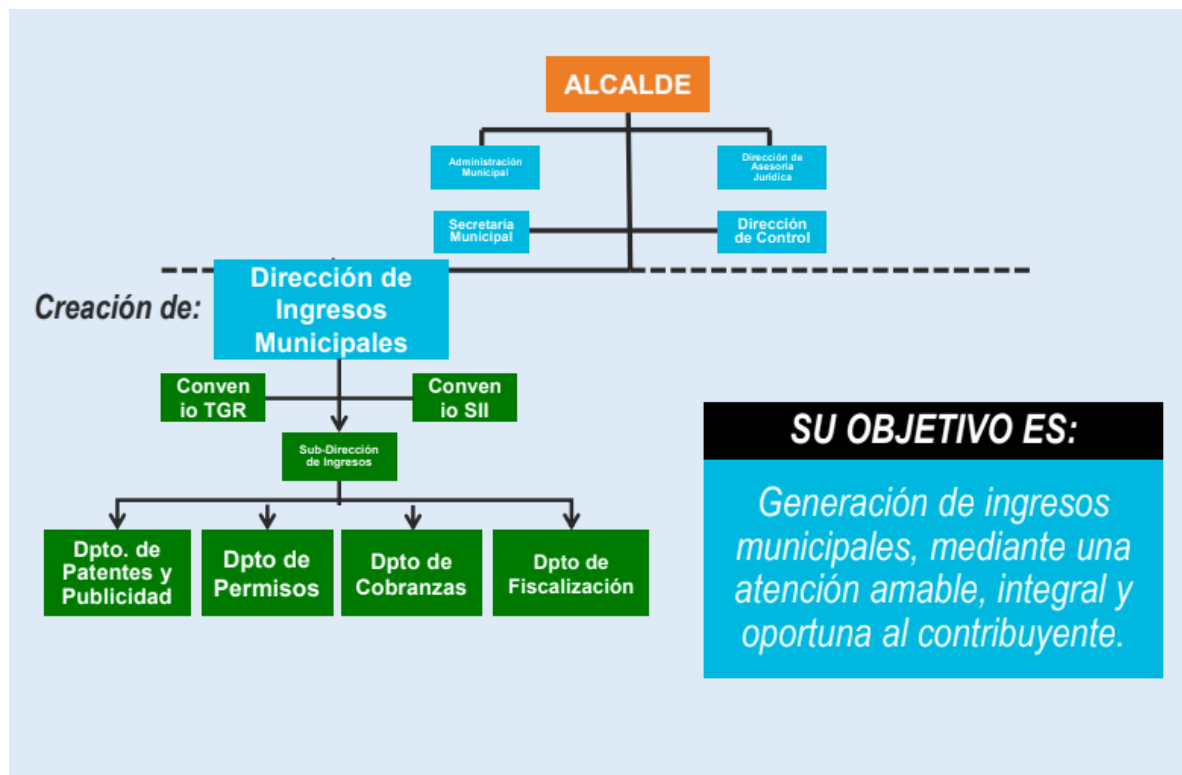 ALCALDE
Administración
Municipal
Dirección de
Asesoría
Jurídica
Secretaría
Municipal
Dirección
de Control
Creación de:
Dirección de
Ingresos
Municipales
Conven
io TGR
Conven
io SII
Sub-Dirección
de Ingresos
Dpto. de
Patentes y
Publicidad
Dpto de
Permisos
Dpto de
Cobranzas
Dpto de
Fiscalización
SU OBJETIVO ES:
Generación de ingresos
municipales, mediante una
atención amable, integral y
oportuna al contribuyente.